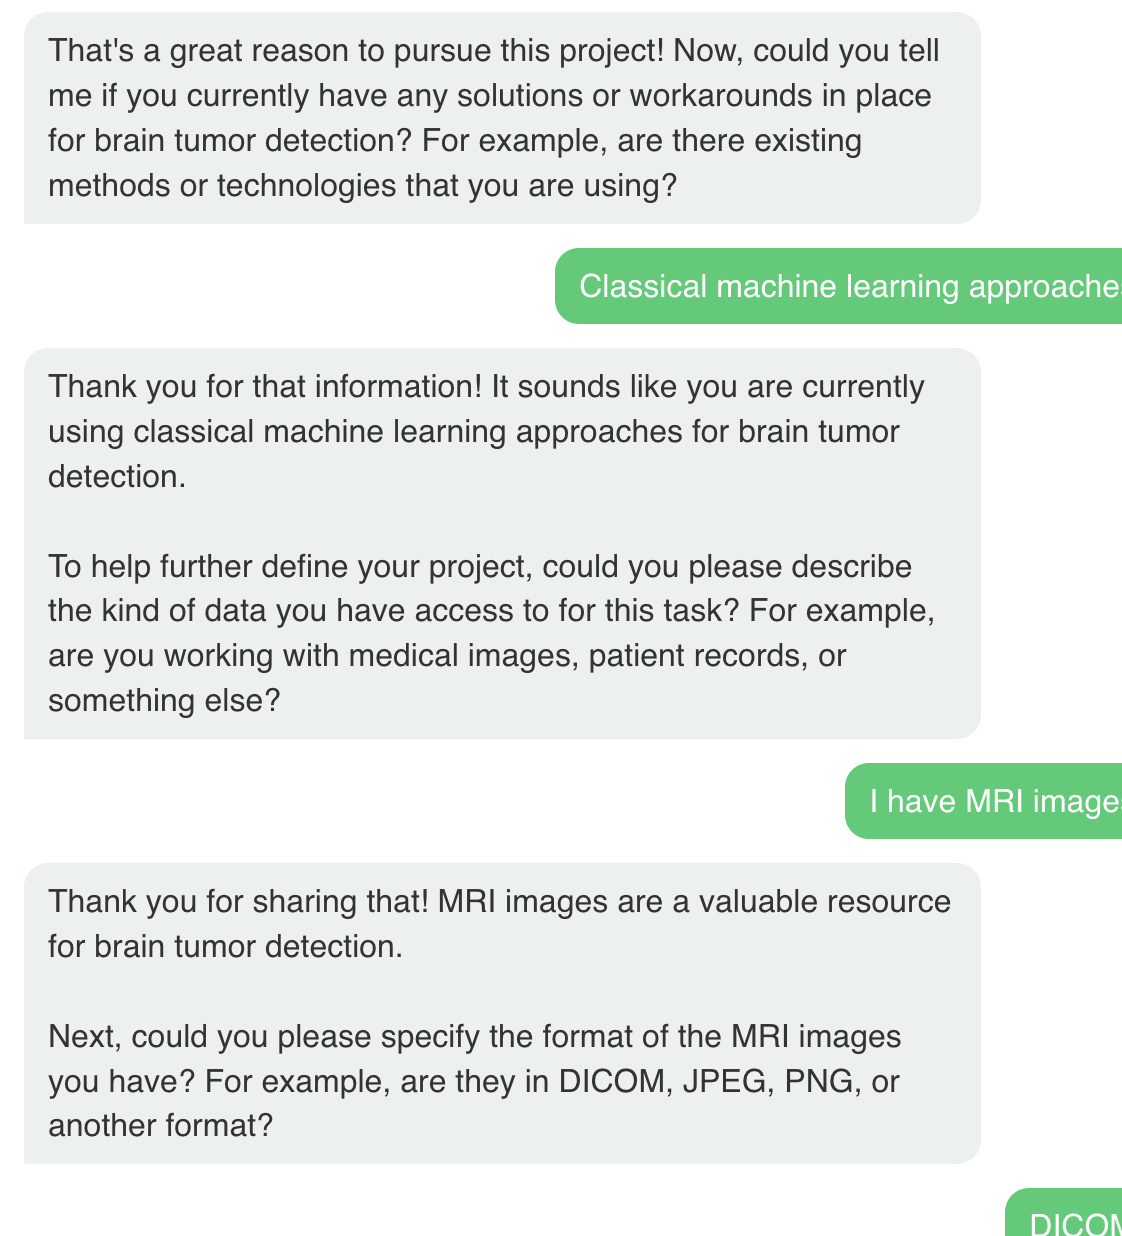 That's a great reason to pursue this project! Now, could you tell
me if you currently have any solutions or workarounds in place
for brain tumor detection? For example, are there existing
methods or technologies that you are using?
Classical machine learning approaches
Thank you for that information! It sounds like you are currently
using classical machine learning approaches for brain tumor
detection.
To help further define your project, could you please describe
the kind of data you have access to for this task? For example,
are you working with medical images, patient records, or
something else?
I have MRI images
Thank you for sharing that! MRI images are a valuable resource
for brain tumor detection.
Next, could you please specify the format of the MRI images
you have? For example, are they in DICOM, JPEG, PNG, or
another format?
DICOM